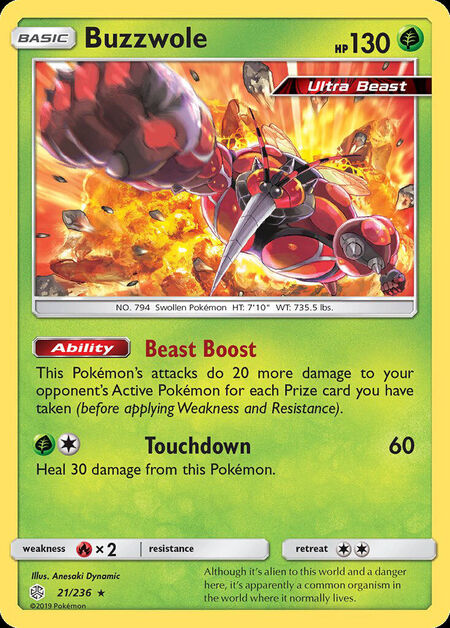 BASIC Buzzwole HP 130
Ultra Beast
NO. 794 Swollen Pokémon HT: 7'10" WT: 735.5 lbs.
Ability Beast Boost
This Pokémon's attacks do 20 more damage to your
opponent's Active Pokémon for each Prize card you have
taken (before applying Weakness and Resistance).
Touchdown 60
Heal 30 damage from this Pokémon.
weakness ×2 resistance retreat
Illus. Anesaki Dynamic
21/236 ★
©2019 Pokémon
Although it's alien to this world and a danger
here, it's apparently a common organism in
the world where it normally lives.